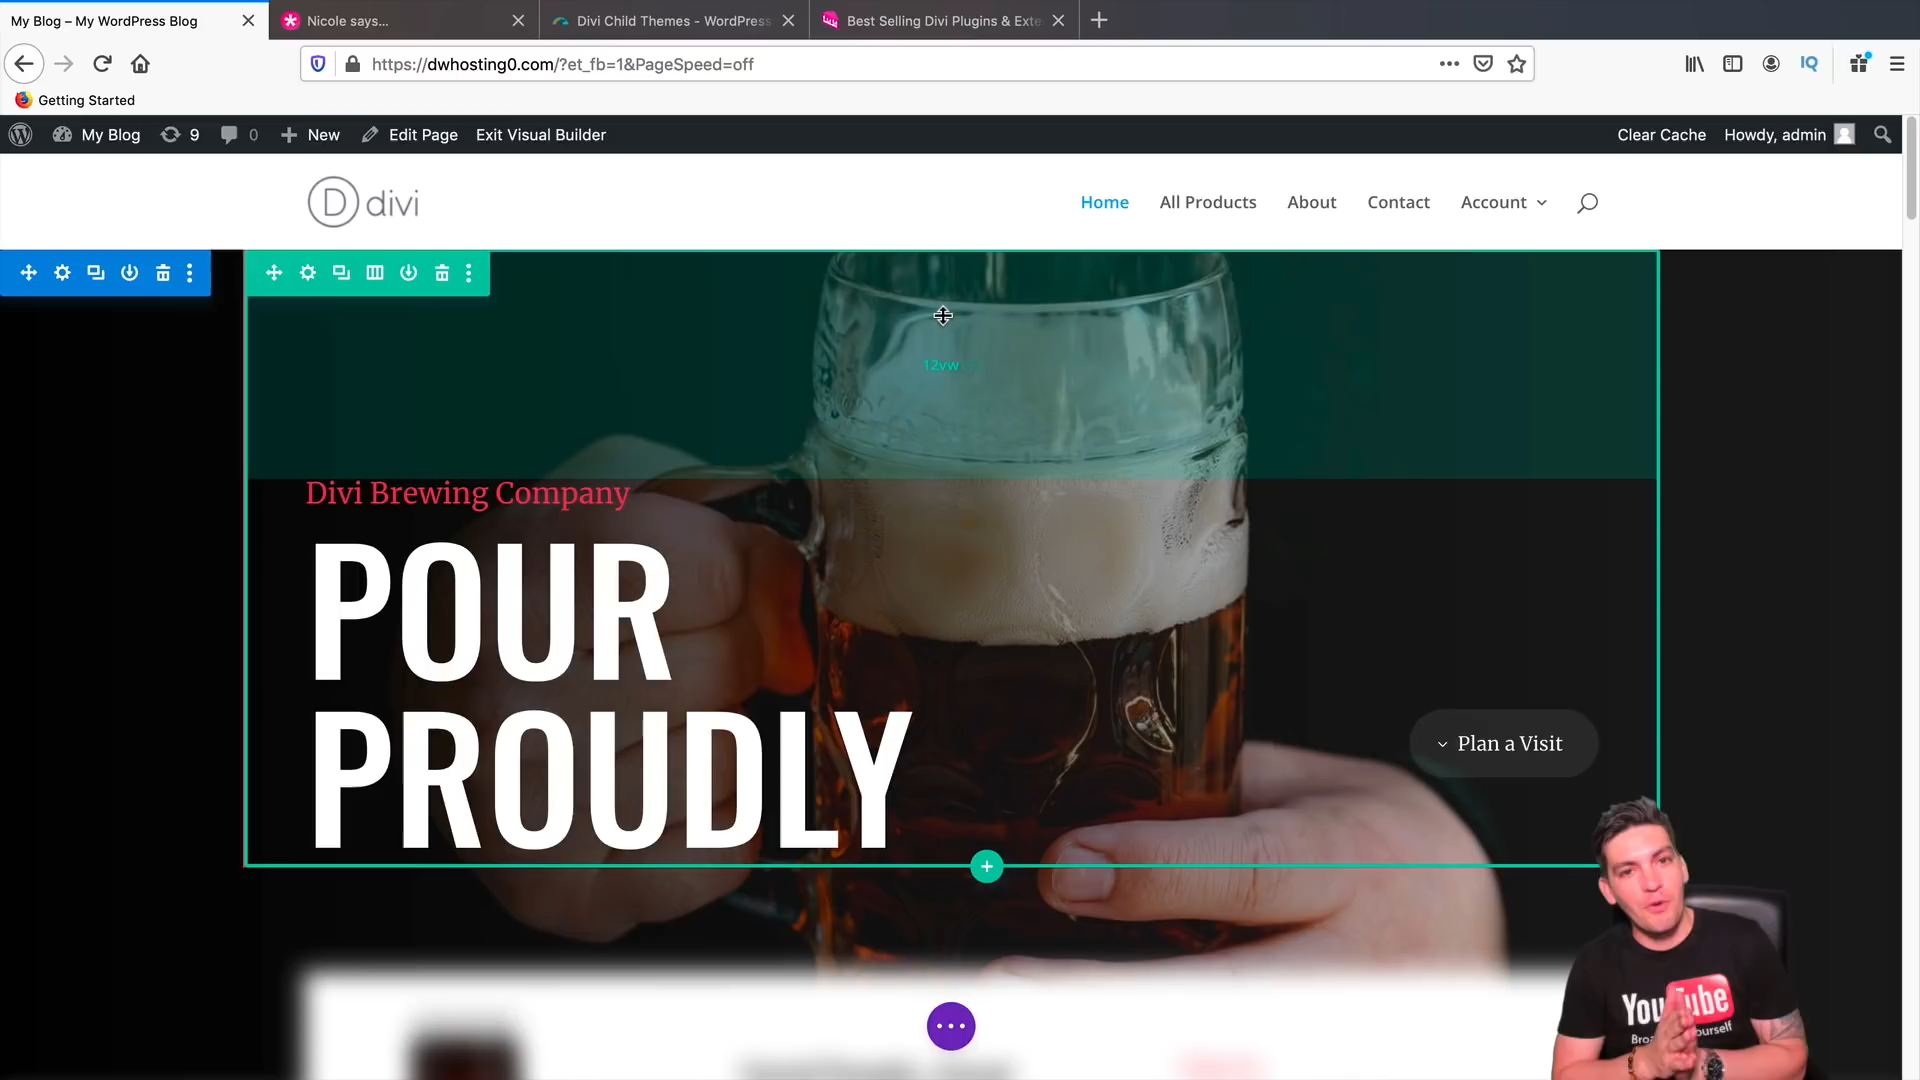 My Blog – My WordPress Blog
Nicole says...
Divi Child Themes - WordPress
Best Selling Divi Plugins & Exte
https://dwhosting0.com/?et_fb=1&PageSpeed=off
IQ
Getting Started
My Blog
9
0
New
Edit Page
Exit Visual Builder
Clear Cache
Howdy, admin
D divi
Home
All Products
About
Contact
Account
12vw
Divi Brewing Company
POUR
PROUDLY
Plan a Visit
YouTube